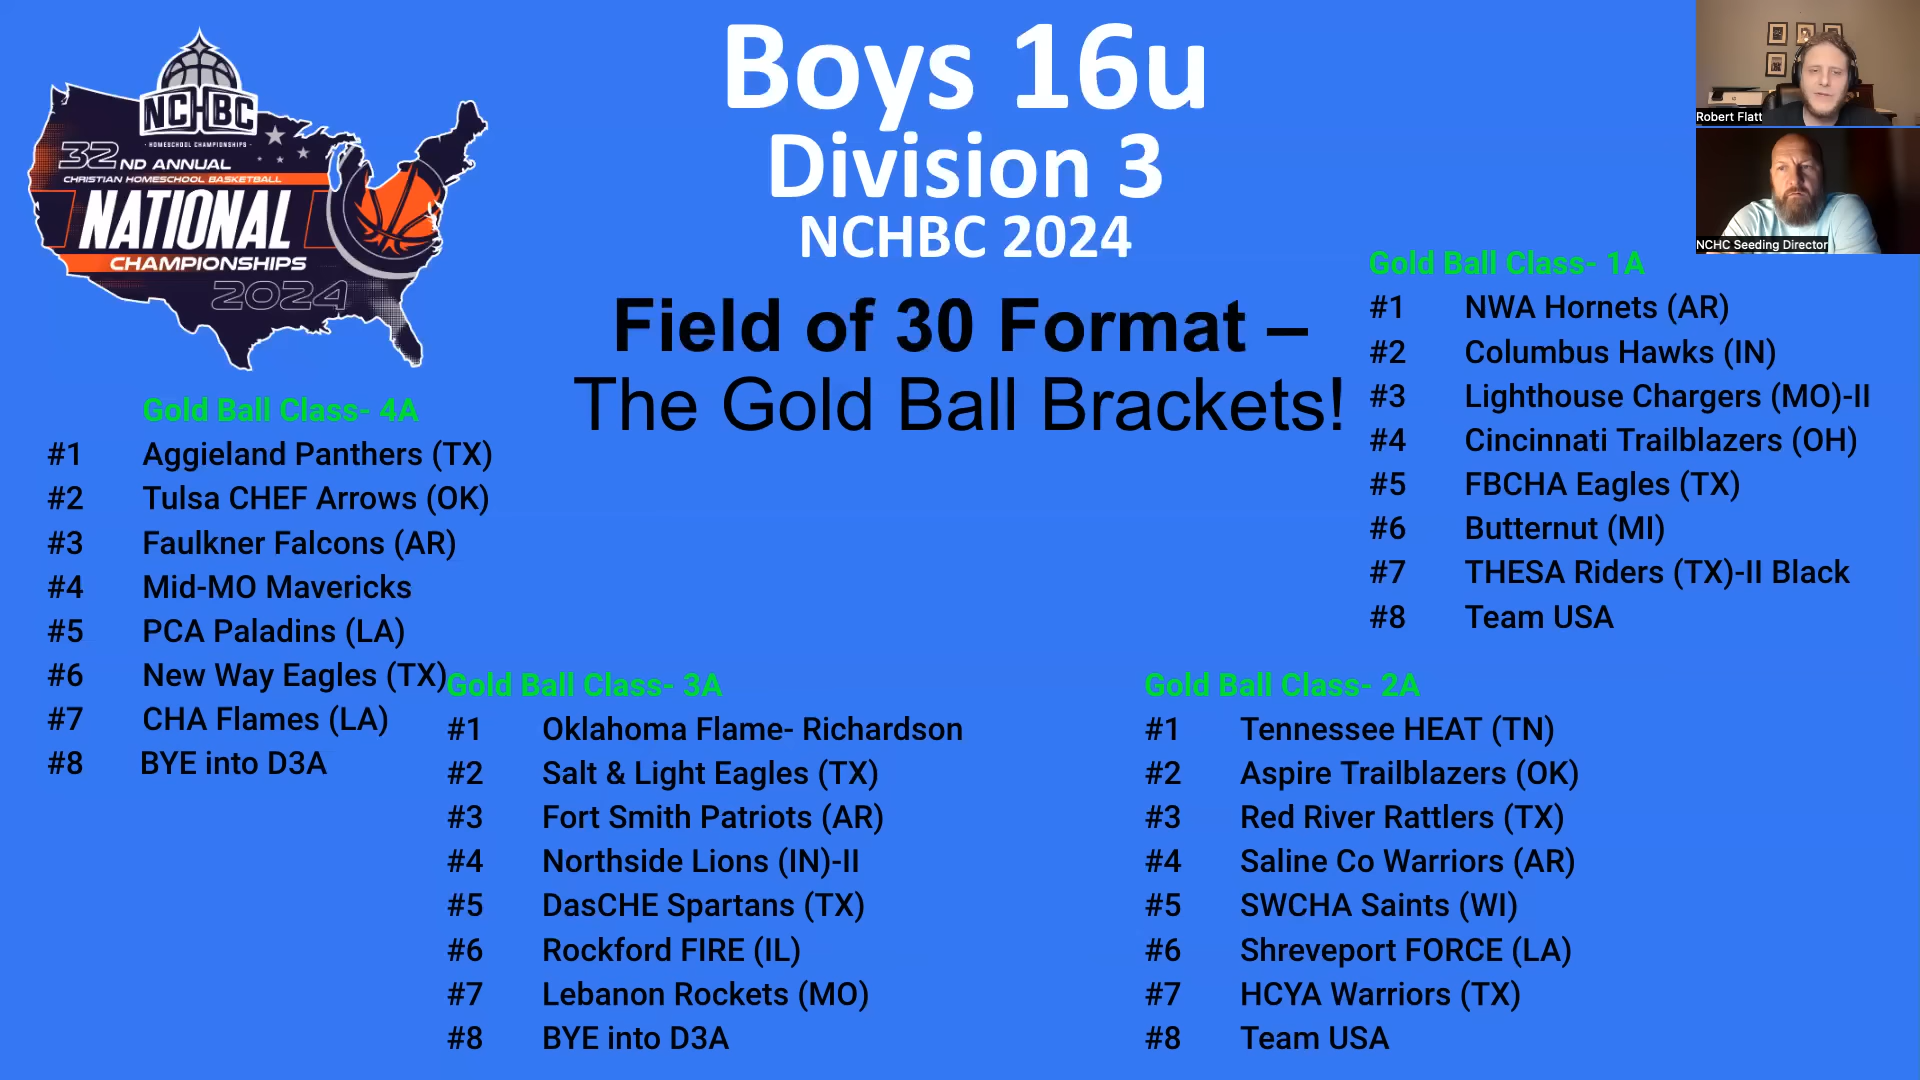 NCHBC
- HOMESCHOOL CHAMPIONSHIPS -
32ND ANNUAL
CHRISTIAN HOMESCHOOL BASKETBALL
NATIONAL
CHAMPIONSHIPS
2024
Boys 16u
Division 3
NCHBC 2024
Field of 30 Format –
The Gold Ball Brackets!
Robert Flatt
NCHC Seeding Director
Gold Ball Class- 4A
#1 Aggieland Panthers (TX)
#2 Tulsa CHEF Arrows (OK)
#3 Faulkner Falcons (AR)
#4 Mid-MO Mavericks
#5 PCA Paladins (LA)
#6 New Way Eagles (TX)
#7 CHA Flames (LA)
#8 BYE into D3A
Gold Ball Class- 3A
#1 Oklahoma Flame- Richardson
#2 Salt & Light Eagles (TX)
#3 Fort Smith Patriots (AR)
#4 Northside Lions (IN)-II
#5 DasCHE Spartans (TX)
#6 Rockford FIRE (IL)
#7 Lebanon Rockets (MO)
#8 BYE into D3A
Gold Ball Class- 2A
#1 Tennessee HEAT (TN)
#2 Aspire Trailblazers (OK)
#3 Red River Rattlers (TX)
#4 Saline Co Warriors (AR)
#5 SWCHA Saints (WI)
#6 Shreveport FORCE (LA)
#7 HCYA Warriors (TX)
#8 Team USA
Gold Ball Class- 1A
#1 NWA Hornets (AR)
#2 Columbus Hawks (IN)
#3 Lighthouse Chargers (MO)-II
#4 Cincinnati Trailblazers (OH)
#5 FBCHA Eagles (TX)
#6 Butternut (MI)
#7 THESA Riders (TX)-II Black
#8 Team USA